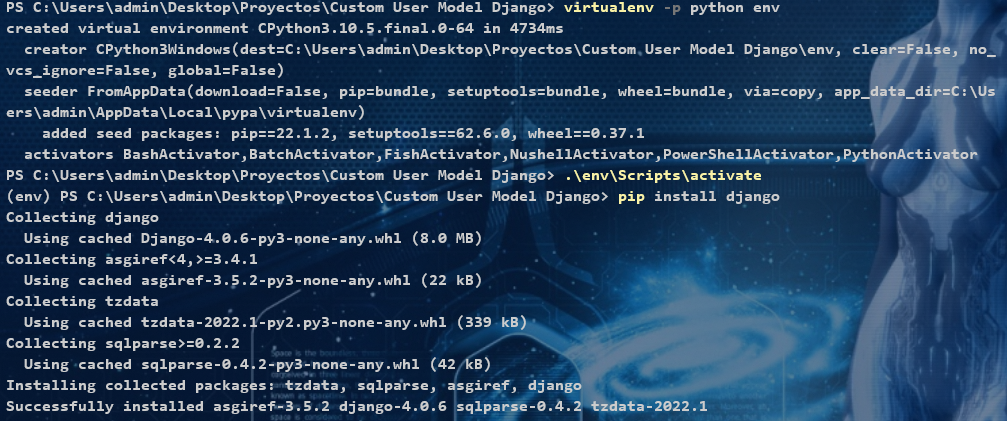 PS C:\Users\admin\Desktop\Proyectos\Custom User Model Django> virtualenv -p python env
created virtual environment CPython3.10.5.final.0-64 in 4734ms
  creator CPython3Windows(dest=C:\Users\admin\Desktop\Proyectos\Custom User Model Django\env, clear=False, no_
vcs_ignore=False, global=False)
  seeder FromAppData(download=False, pip=bundle, setuptools=bundle, wheel=bundle, via=copy, app_data_dir=C:\Us
ers\admin\AppData\Local\pypa\virtualenv)
    added seed packages: pip==22.1.2, setuptools==62.6.0, wheel==0.37.1
  activators BashActivator,BatchActivator,FishActivator,NushellActivator,PowerShellActivator,PythonActivator
PS C:\Users\admin\Desktop\Proyectos\Custom User Model Django> .\env\Scripts\activate
(env) PS C:\Users\admin\Desktop\Proyectos\Custom User Model Django> pip install django
Collecting django
  Using cached Django-4.0.6-py3-none-any.whl (8.0 MB)
Collecting asgiref<4,>=3.4.1
  Using cached asgiref-3.5.2-py3-none-any.whl (22 kB)
Collecting tzdata
  Using cached tzdata-2022.1-py2.py3-none-any.whl (339 kB)
Collecting sqlparse>=0.2.2
  Using cached sqlparse-0.4.2-py3-none-any.whl (42 kB)
Installing collected packages: tzdata, sqlparse, asgiref, django
Successfully installed asgiref-3.5.2 django-4.0.6 sqlparse-0.4.2 tzdata-2022.1